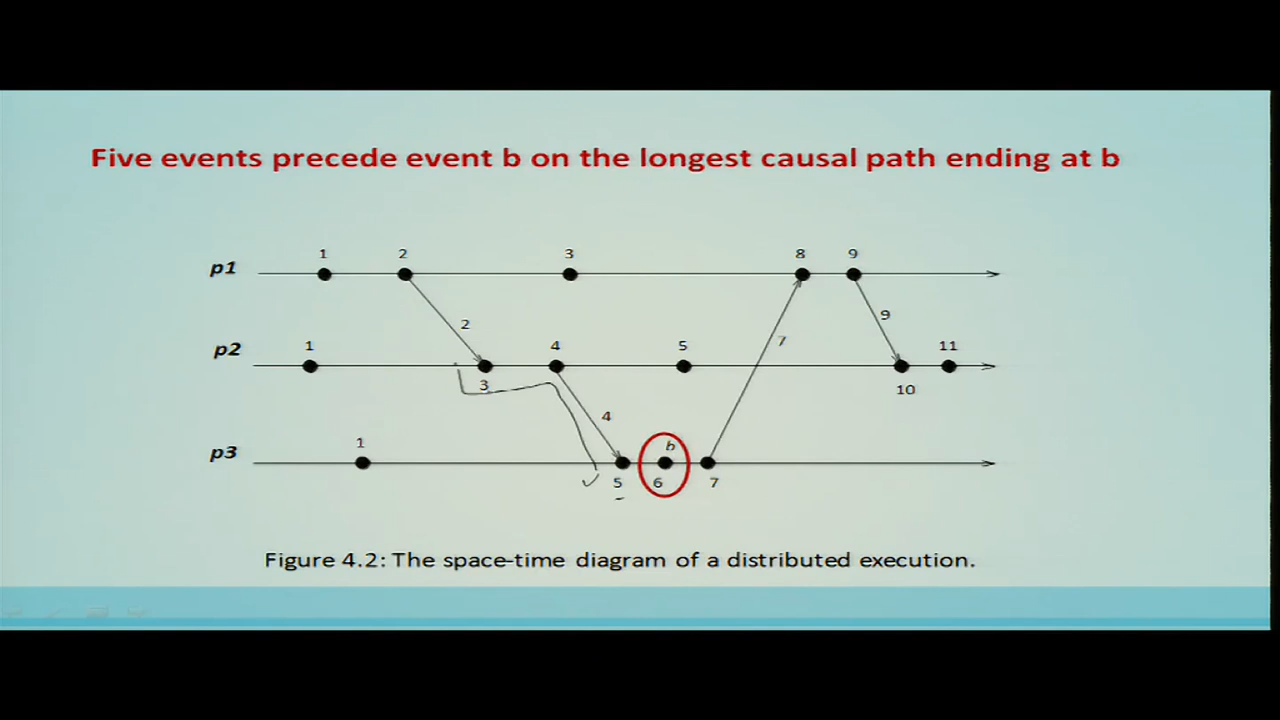 Five events precede event b on the longest causal path ending at b
1 2 3 8 9
p1
2 9
7
1 4 5 11
p2
3 10
4
1 b
p3
5 6 7
Figure 4.2: The space-time diagram of a distributed execution.